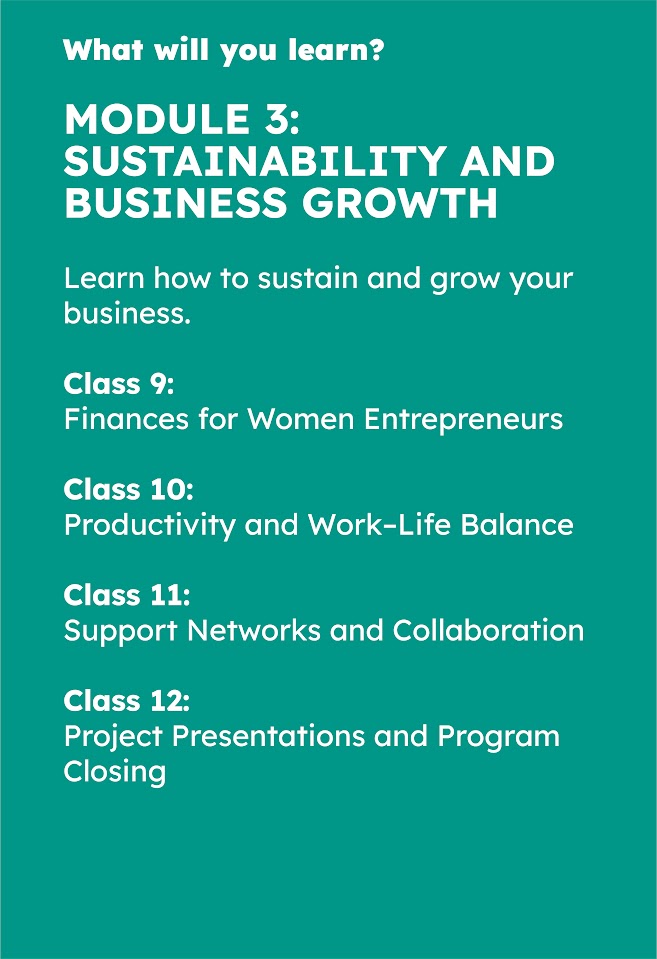 What will you learn?
MODULE 3:
SUSTAINABILITY AND
BUSINESS GROWTH
Learn how to sustain and grow your
business.
Class 9:
Finances for Women Entrepreneurs
Class 10:
Productivity and Work–Life Balance
Class 11:
Support Networks and Collaboration
Class 12:
Project Presentations and Program
Closing